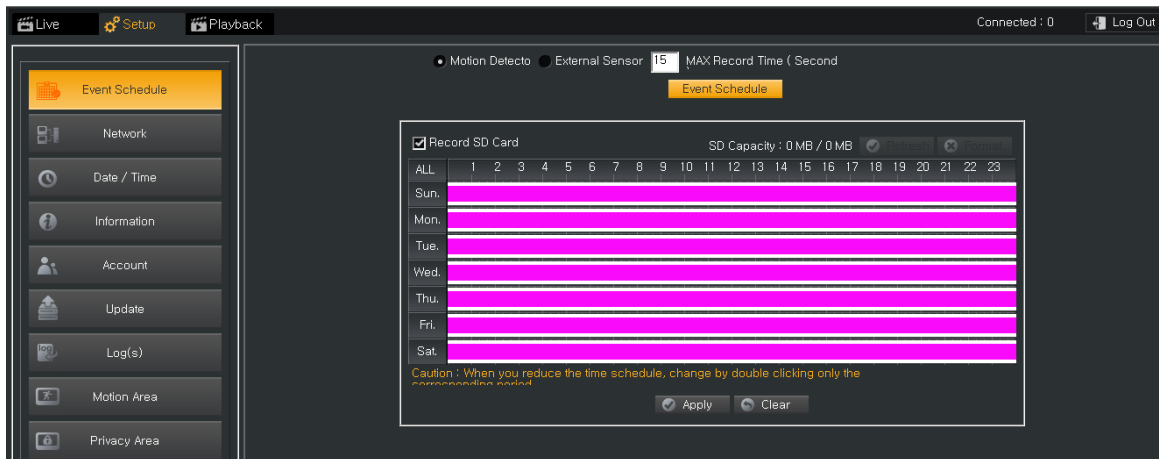 Live Setup Playback Connected : 0 Log Out
Motion Detecto External Sensor 15 MAX Record Time ( Second
Event Schedule
Event Schedule
Network
Date / Time
Information
Account
Update
Log(s)
Motion Area
Privacy Area
Record SD Card SD Capacity : 0 MB / 0 MB Refresh Format
ALL 1 2 3 4 5 6 7 8 9 10 11 12 13 14 15 16 17 18 19 20 21 22 23
Sun.
Mon.
Tue.
Wed.
Thu.
Fri.
Sat.
Caution : When you reduce the time schedule, change by double clicking only the
corresponding period
Apply Clear